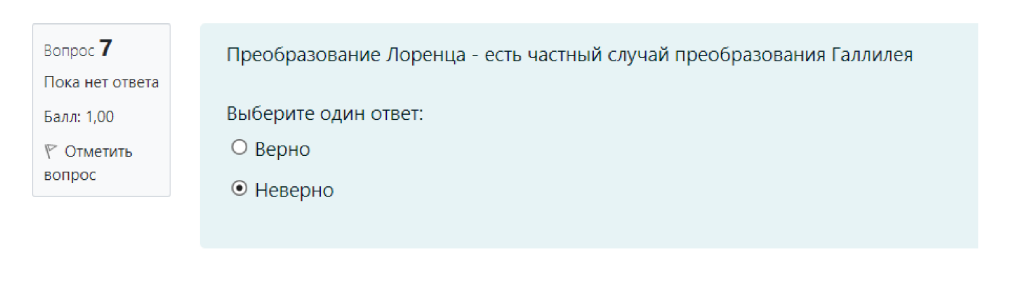 Вопрос 7
Пока нет ответа
Балл: 1,00
Отметить
вопрос
Преобразование Лоренца - есть частный случай преобразования Галлилея
Выберите один ответ:
Верно
Неверно